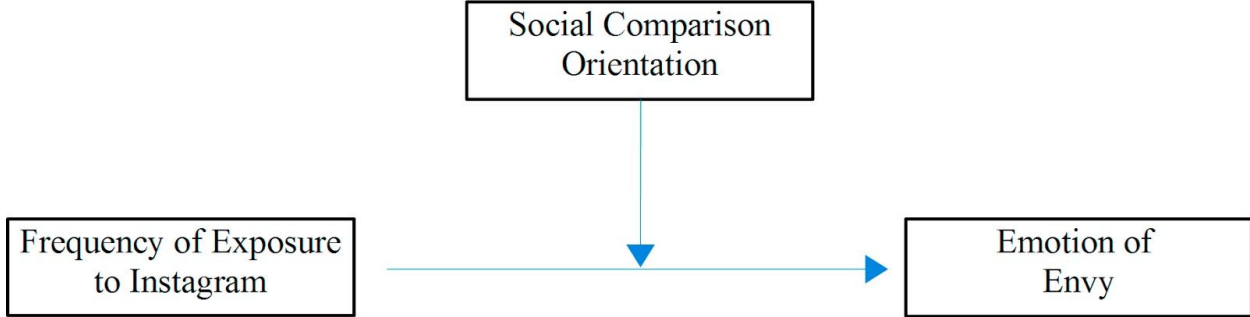 Social Comparison
Orientation
Frequency of Exposure
to Instagram
Emotion of
Envy